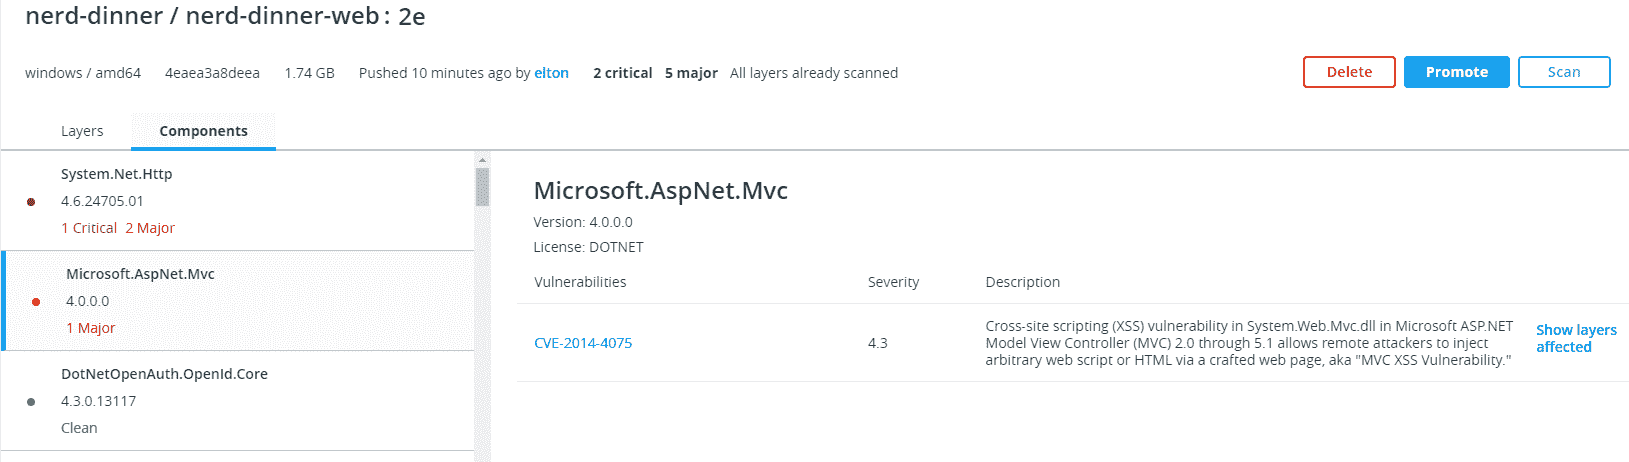 nerd-dinner / nerd-dinner-web : 2e
windows / amd64 4eaea3a8deea 1.74 GB Pushed 10 minutes ago by elton 2 critical 5 major All layers already scanned
Delete Promote Scan
Layers Components
System.Net.Http
4.6.24705.01
1 Critical 2 Major
Microsoft.AspNet.Mvc
4.0.0.0
1 Major
DotNetOpenAuth.OpenId.Core
4.3.0.13117
Clean
Microsoft.AspNet.Mvc
Version: 4.0.0.0
License: DOTNET
Vulnerabilities Severity Description
CVE-2014-4075 4.3
Cross-site scripting (XSS) vulnerability in System.Web.Mvc.dll in Microsoft ASP.NET
Model View Controller (MVC) 2.0 through 5.1 allows remote attackers to inject
arbitrary web script or HTML via a crafted web page, aka "MVC XSS Vulnerability."
Show layers
affected